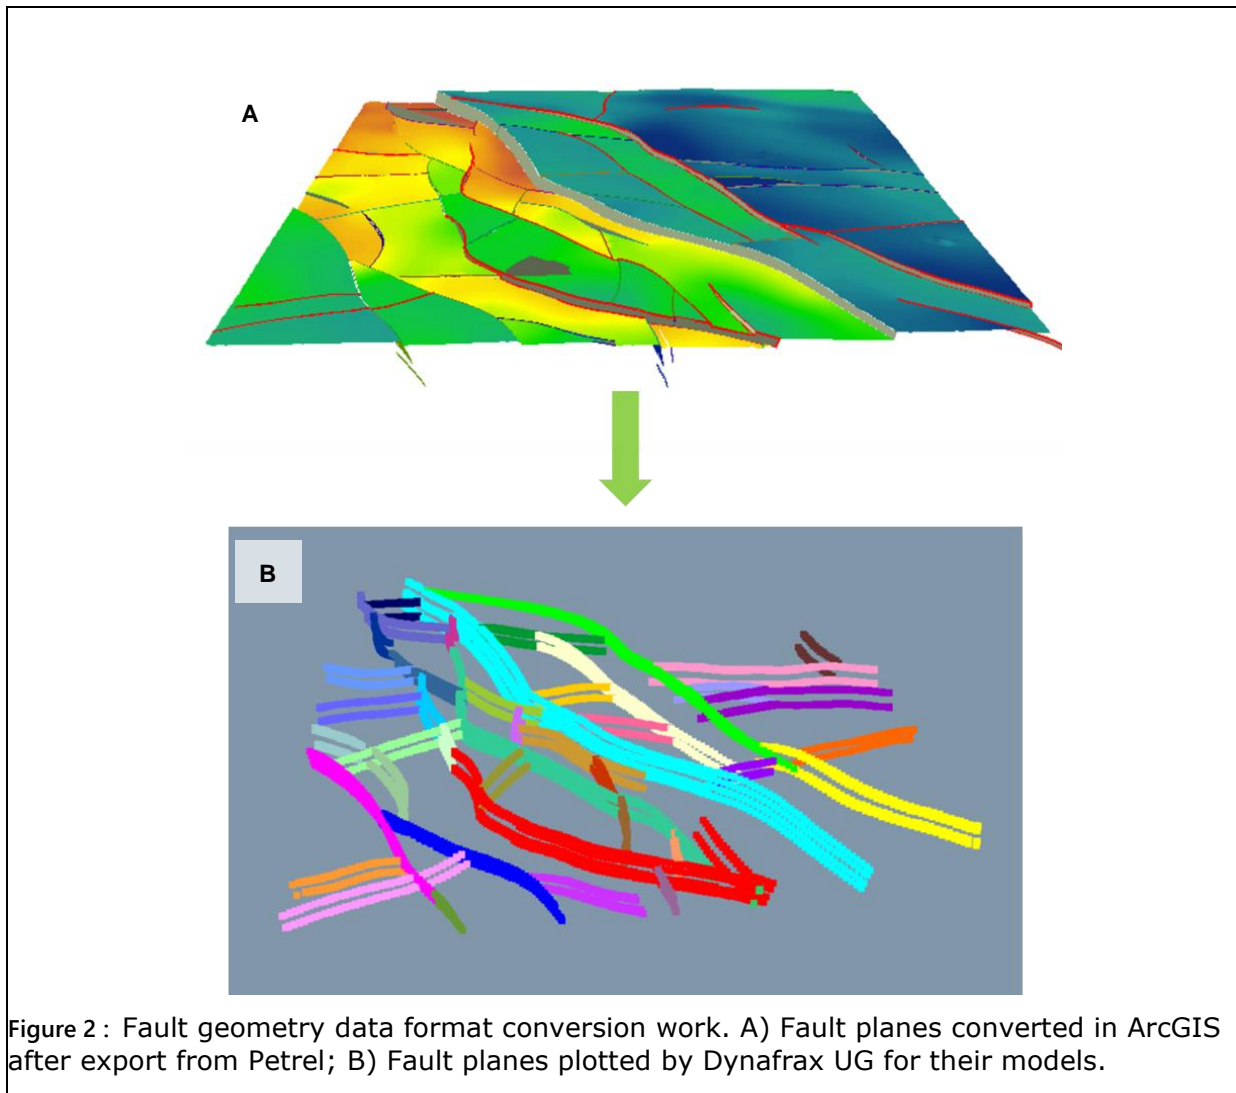 A
B
Figure 2 : Fault geometry data format conversion work. A) Fault planes converted in ArcGIS
after export from Petrel; B) Fault planes plotted by Dynafrax UG for their models.